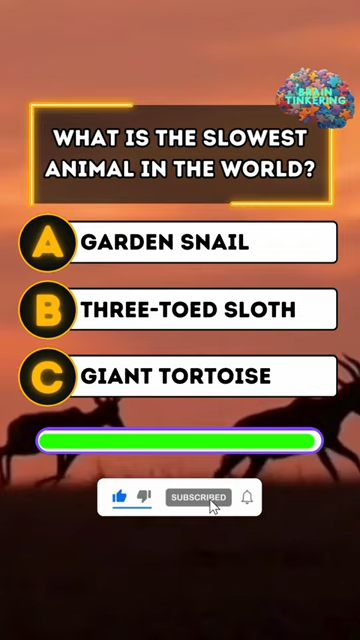 BRAIN
TINKERING
WHAT IS THE SLOWEST
ANIMAL IN THE WORLD?
A GARDEN SNAIL
B THREE-TOED SLOTH
C GIANT TORTOISE
SUBSCRIBED